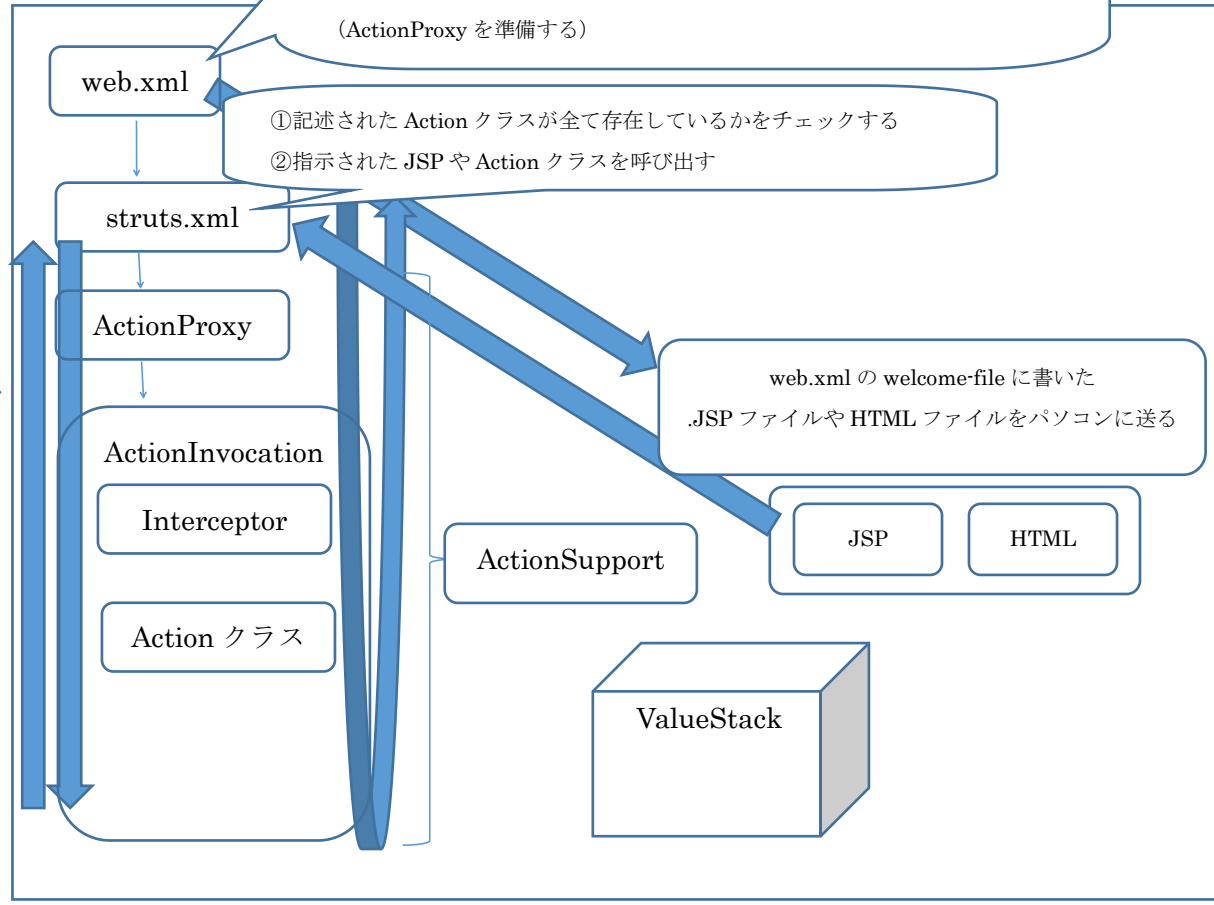 (ActionProxy を準備する)
web.xml
①記述された Action クラスが全て存在しているかをチェックする
②指示された JSP や Action クラスを呼び出す
struts.xml
ActionProxy
web.xml の welcome-file に書いた
.JSP ファイルや HTML ファイルをパソコンに送る
ActionInvocation
Interceptor
JSP
HTML
ActionSupport
Action クラス
ValueStack